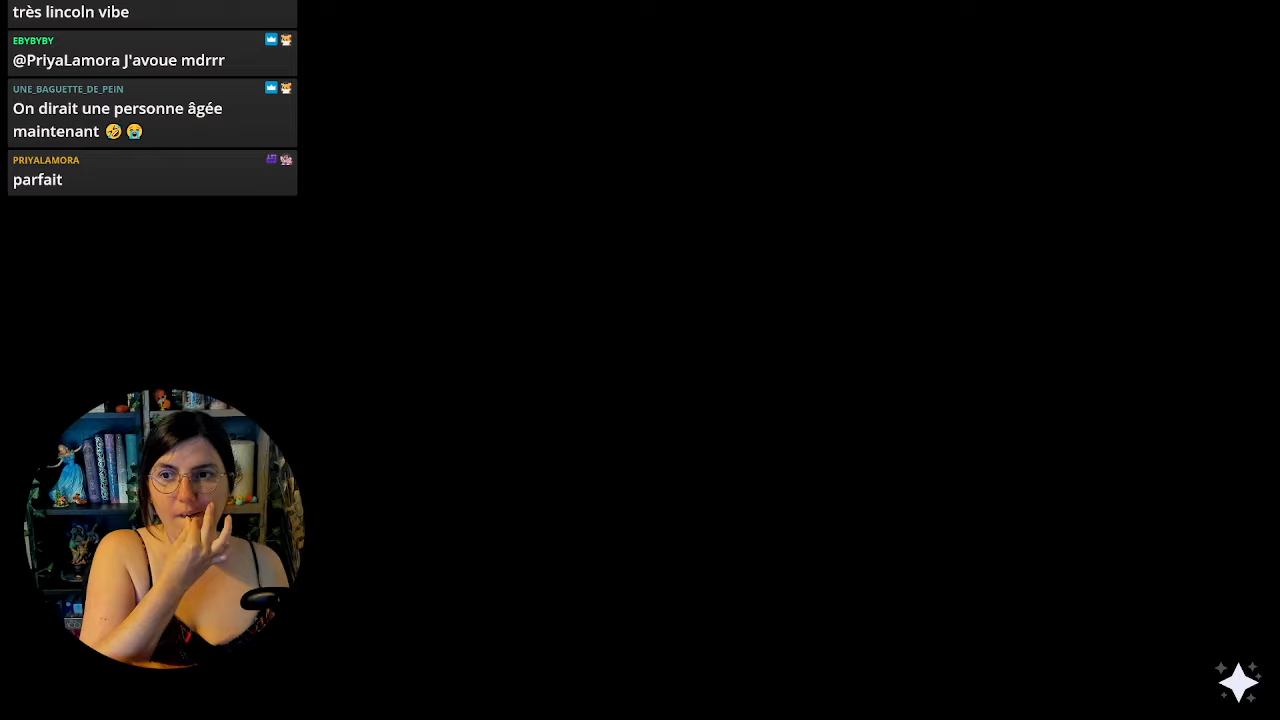 très lincoln vibe
EBYBYBY
@PriyaLamora J'avoue mdrrr
UNE_BAGUETTE_DE_PEIN
On dirait une personne âgée
maintenant 🤣 😭
PRIYALAMORA
parfait